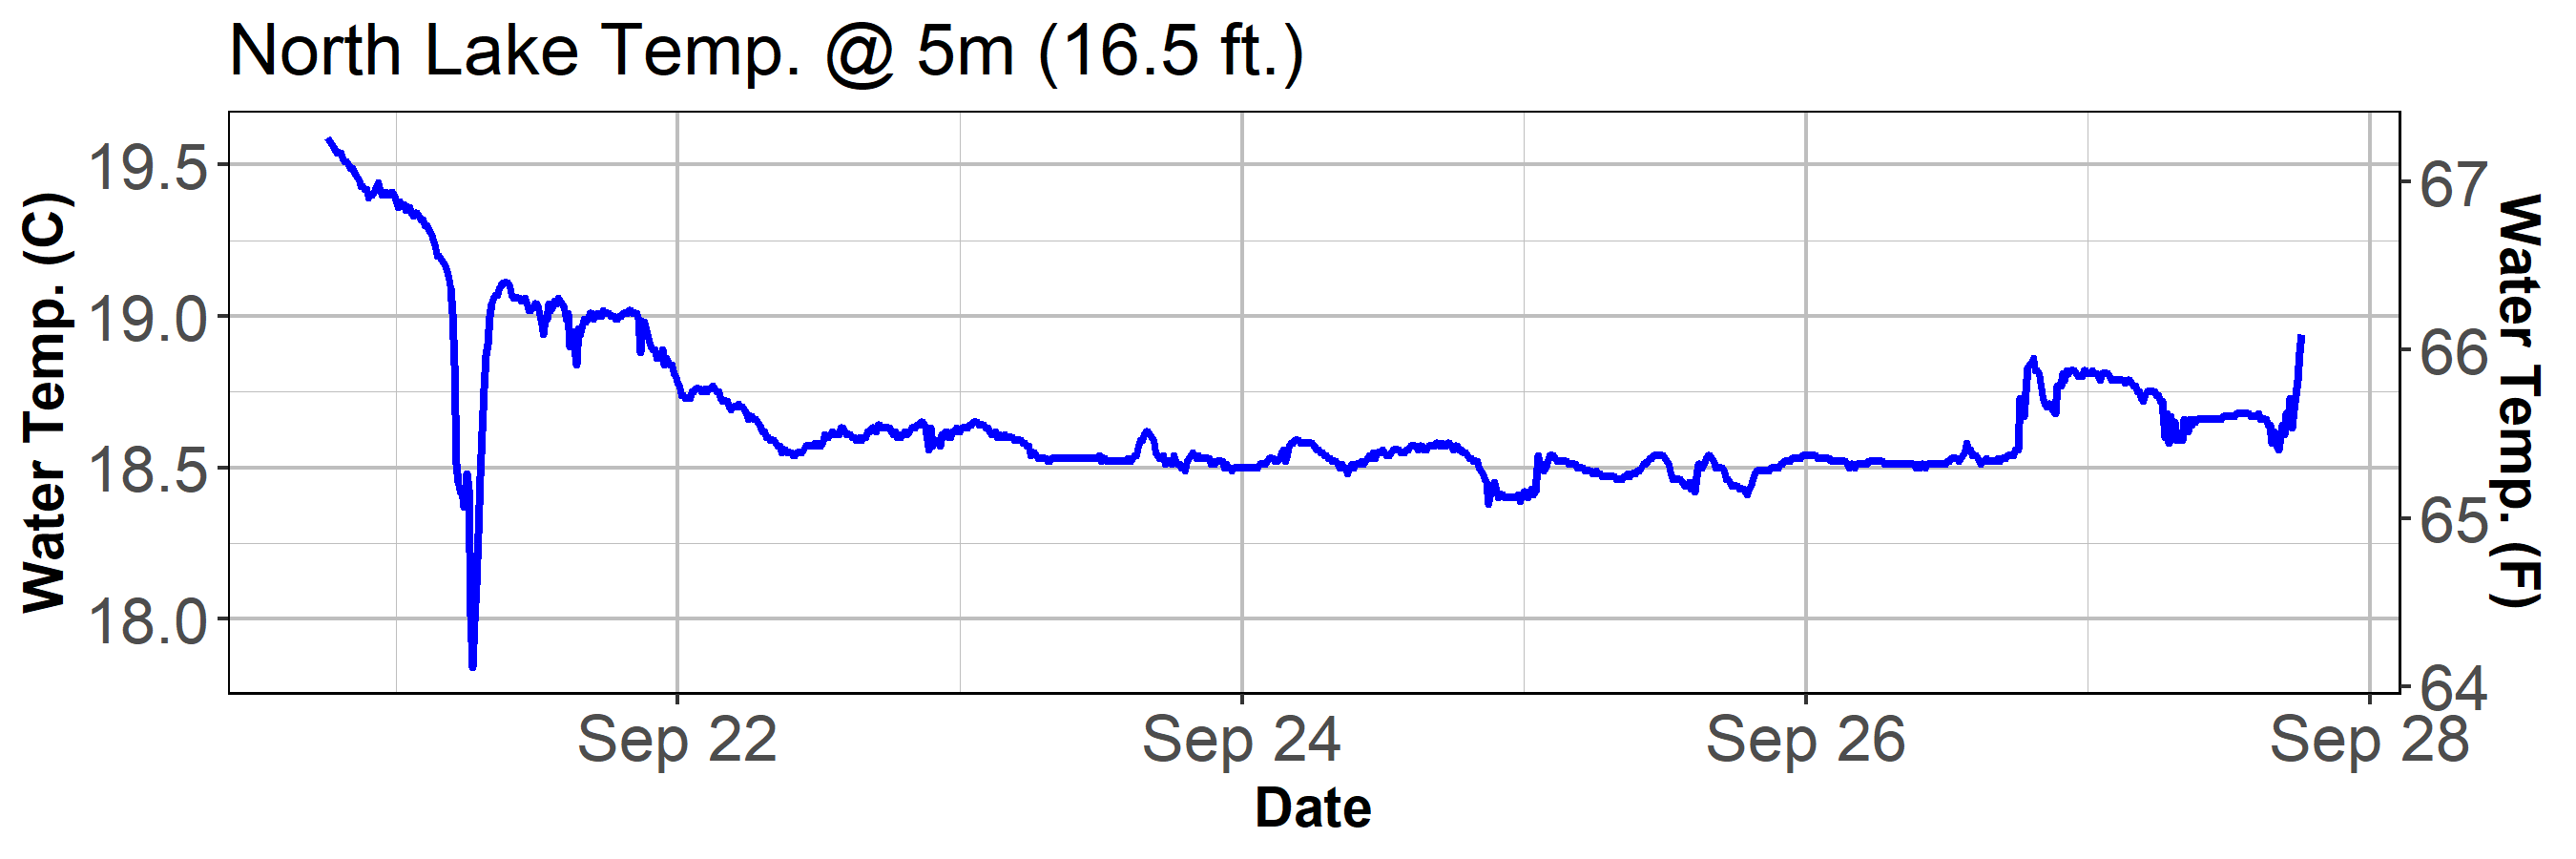 North Lake Temp. @ 5m (16.5 ft.)
Water Temp. (C)
19.5
19.0
18.5
18.0
67
66
65
64
Water Temp. (F)
Sep 22
Sep 24
Sep 26
Sep 28
Date